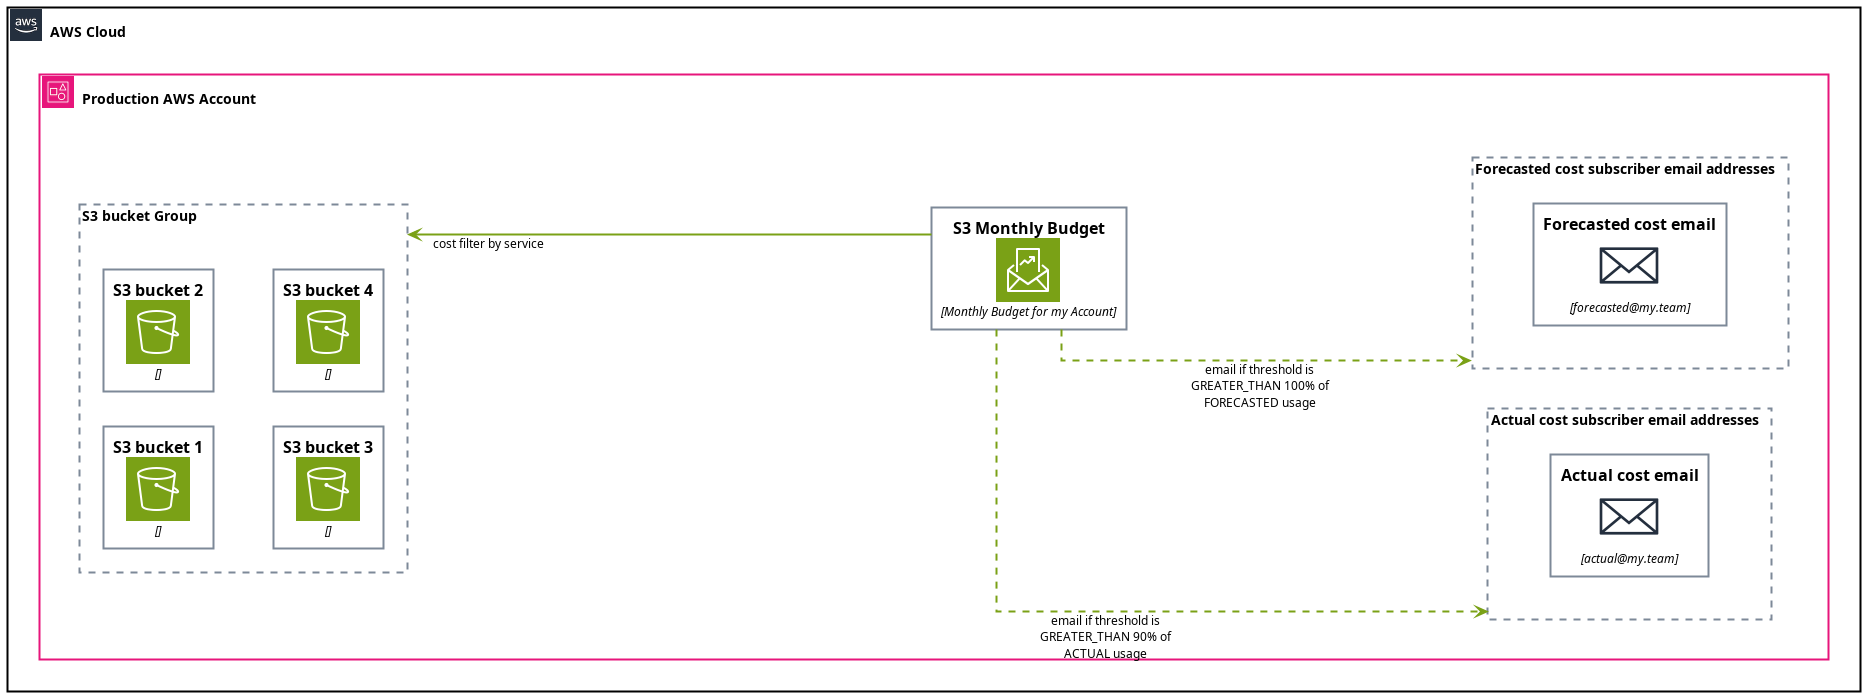 aws
AWS Cloud
Production AWS Account
S3 bucket Group
S3 bucket 2
[]
S3 bucket 4
[]
S3 bucket 1
[]
S3 bucket 3
[]
cost filter by service
S3 Monthly Budget
[Monthly Budget for my Account]
email if threshold is
GREATER_THAN 100% of
FORECASTED usage
email if threshold is
GREATER_THAN 90% of
ACTUAL usage
Forecasted cost subscriber email addresses
Forecasted cost email
[forecasted@my.team]
Actual cost subscriber email addresses
Actual cost email
[actual@my.team]